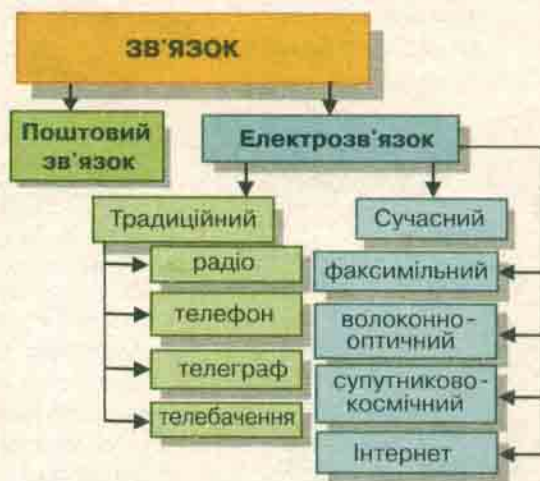 ЗВ'ЯЗОК
Поштовий
зв'язок
Електрозв'язок
Традиційний
радіо
телефон
телеграф
телебачення
Сучасний
факсимільний
волоконно-
оптичний
супутниково-
космічний
Інтернет